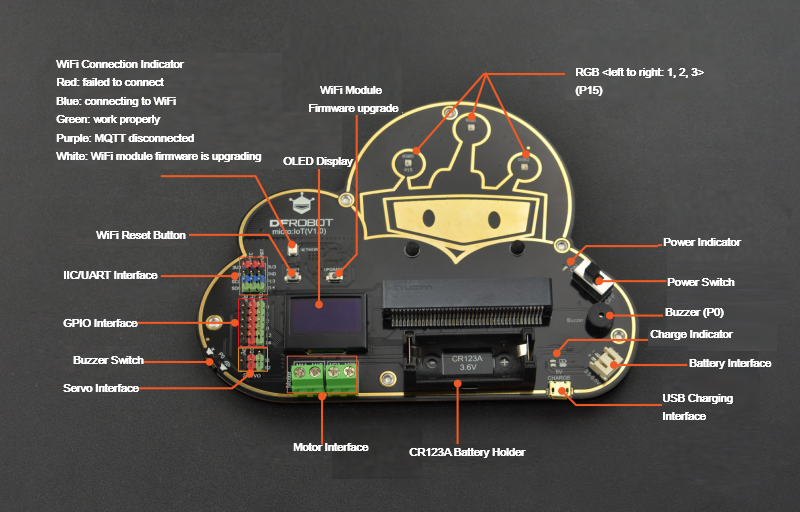 WiFi Connection Indicator
Red: failed to connect
Blue: connecting to WiFi
Green: work properly
Purple: MQTT disconnected
White: WiFi module firmware is upgrading
WiFi Module
Firmware upgrade
RGB <left to right: 1, 2, 3>
(P15)
OLED Display
WiFi Reset Button
IIC/UART Interface
GPIO Interface
Buzzer Switch
Servo Interface
Motor Interface
CR123A Battery Holder
Power Indicator
Power Switch
Buzzer (P0)
Charge Indicator
Battery Interface
USB Charging
Interface
DFROBOT
micro:IoT(V1.0)
P15
Buzzer
CR123A
3.6V
CHARGE